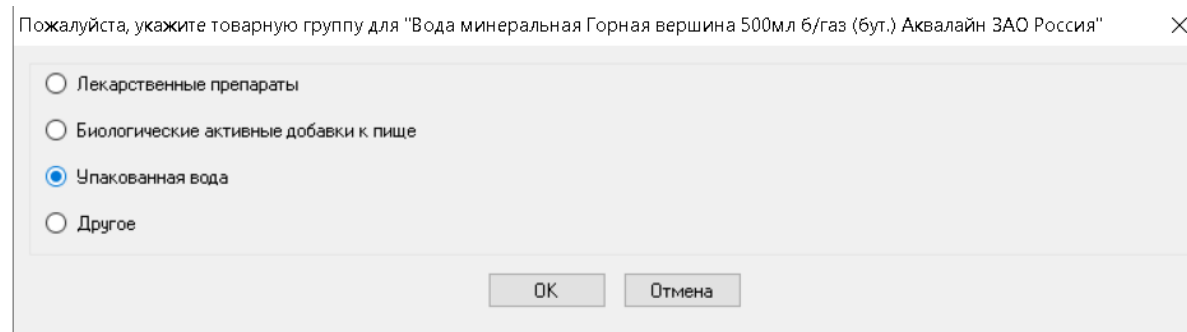 Пожалуйста, укажите товарную группу для "Вода минеральная Горная вершина 500мл б/газ (бут.) Аквалайн ЗАО Россия"
Лекарственные препараты
Биологические активные добавки к пище
Упакованная вода
Другое
ОК Отмена